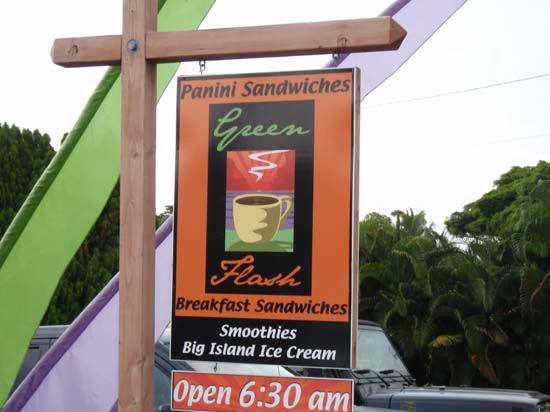 Panini Sandwiches
Green
Flash
Breakfast Sandwiches
Smoothies
Big Island Ice Cream
Open 6:30 am